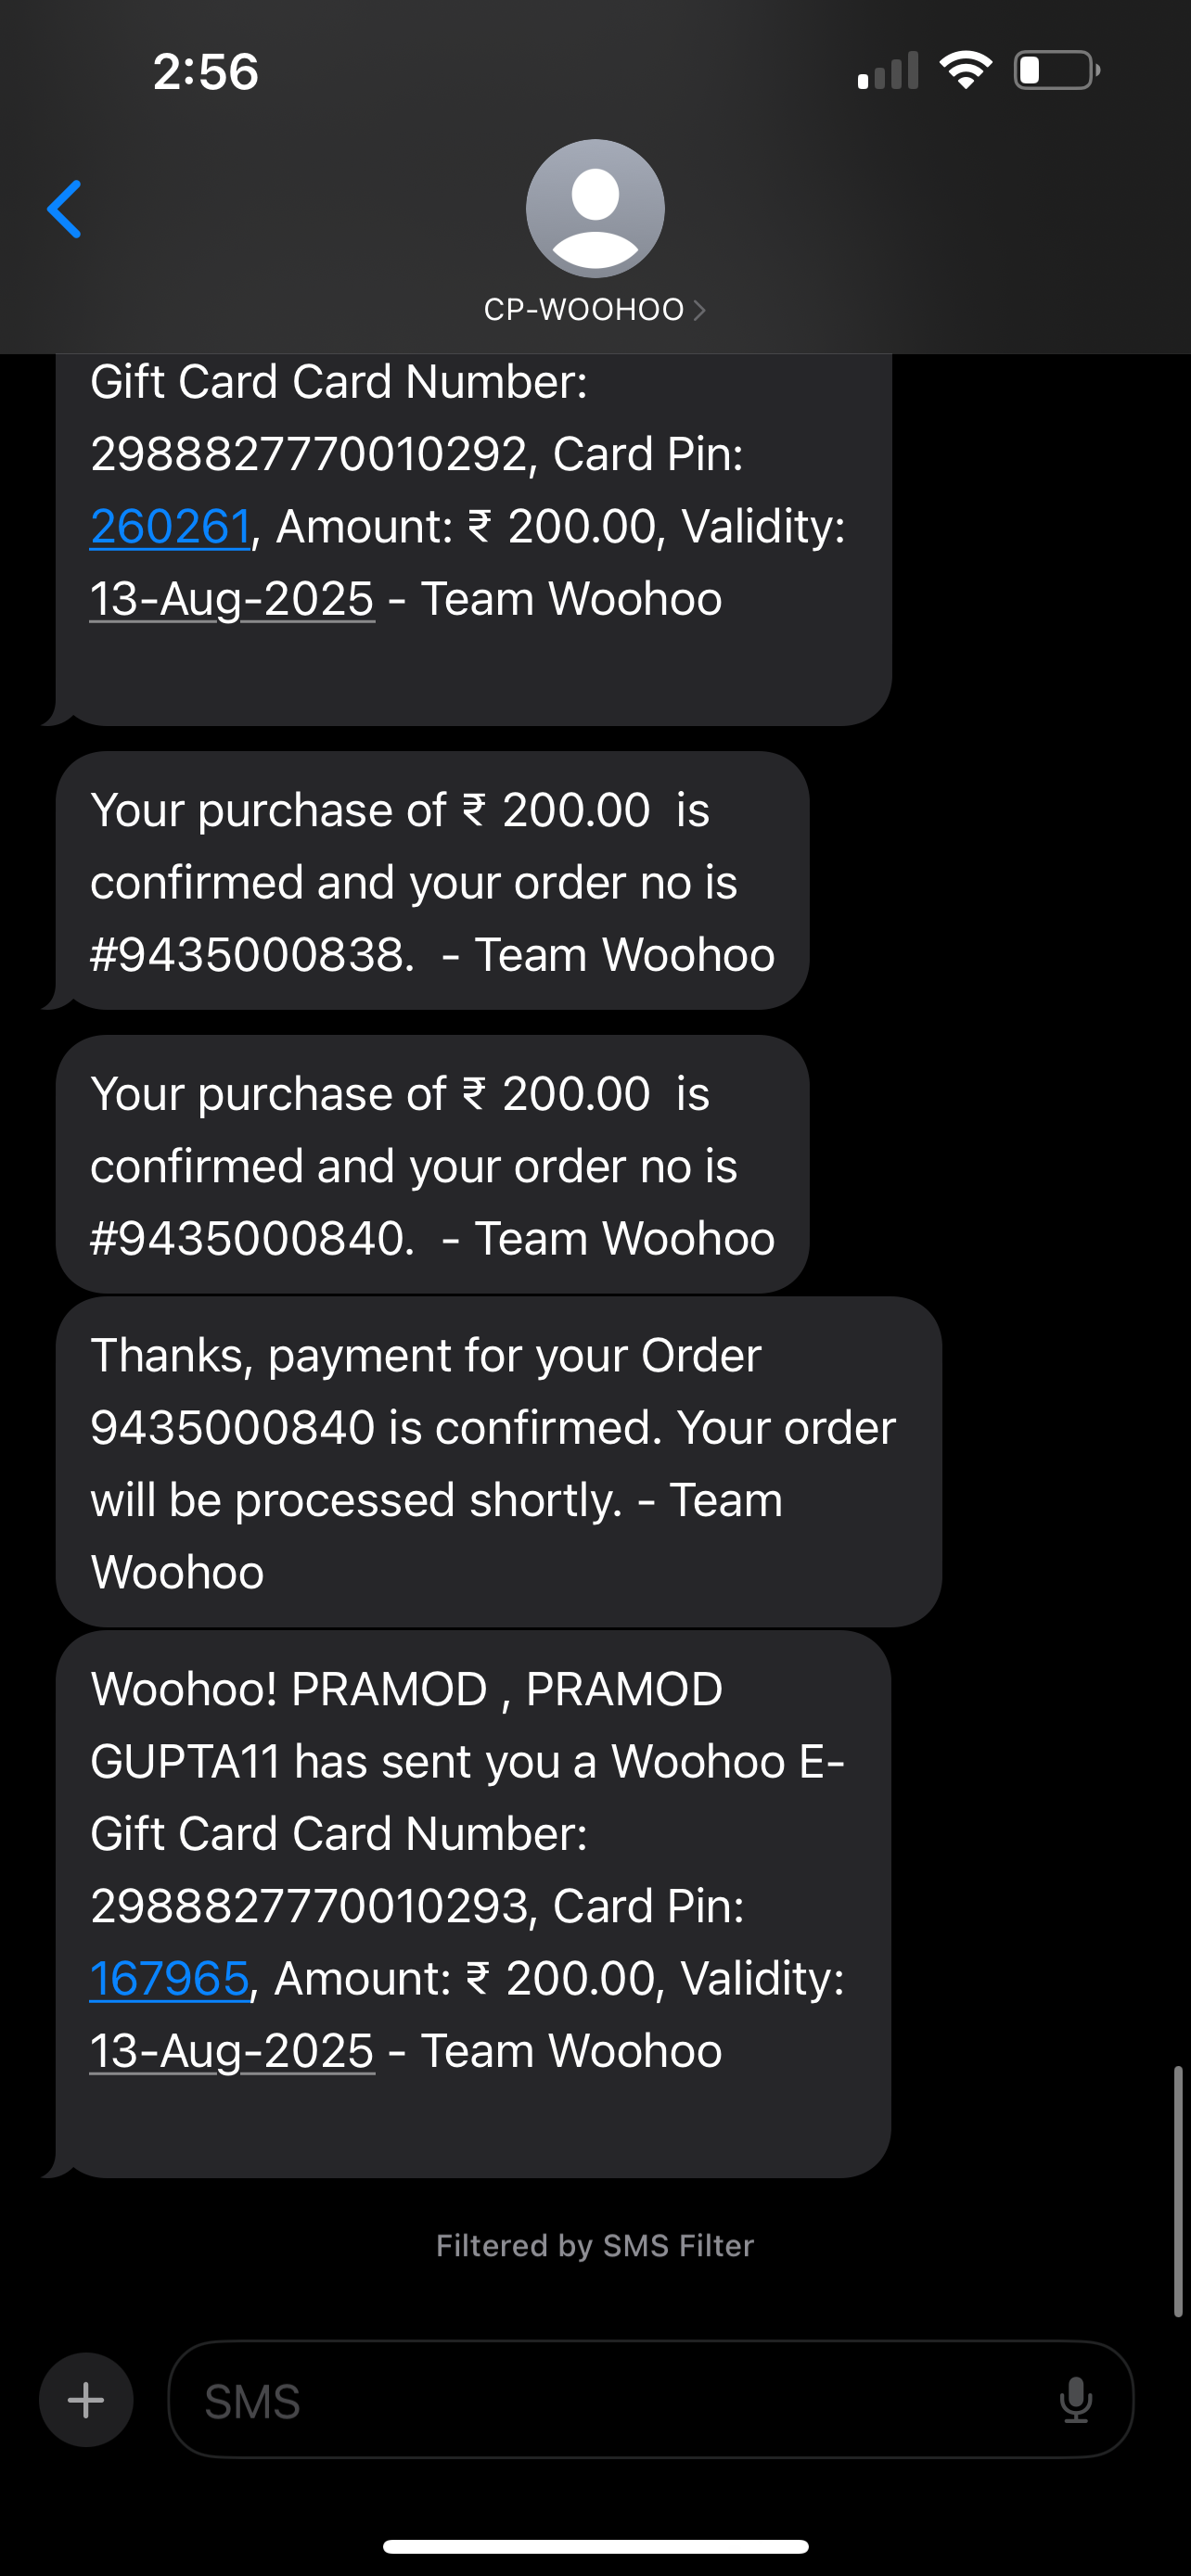 2:56
CP-WOOHOO
Gift Card Card Number:
2988827770010292, Card Pin:
260261, Amount: ₹ 200.00, Validity:
13-Aug-2025 - Team Woohoo
Your purchase of ₹ 200.00  is
confirmed and your order no is
#9435000838.  - Team Woohoo
Your purchase of ₹ 200.00  is
confirmed and your order no is
#9435000840.  - Team Woohoo
Thanks, payment for your Order
9435000840 is confirmed. Your order
will be processed shortly. - Team
Woohoo
Woohoo! PRAMOD , PRAMOD
GUPTA11 has sent you a Woohoo E-
Gift Card Card Number:
2988827770010293, Card Pin:
167965, Amount: ₹ 200.00, Validity:
13-Aug-2025 - Team Woohoo
Filtered by SMS Filter
SMS